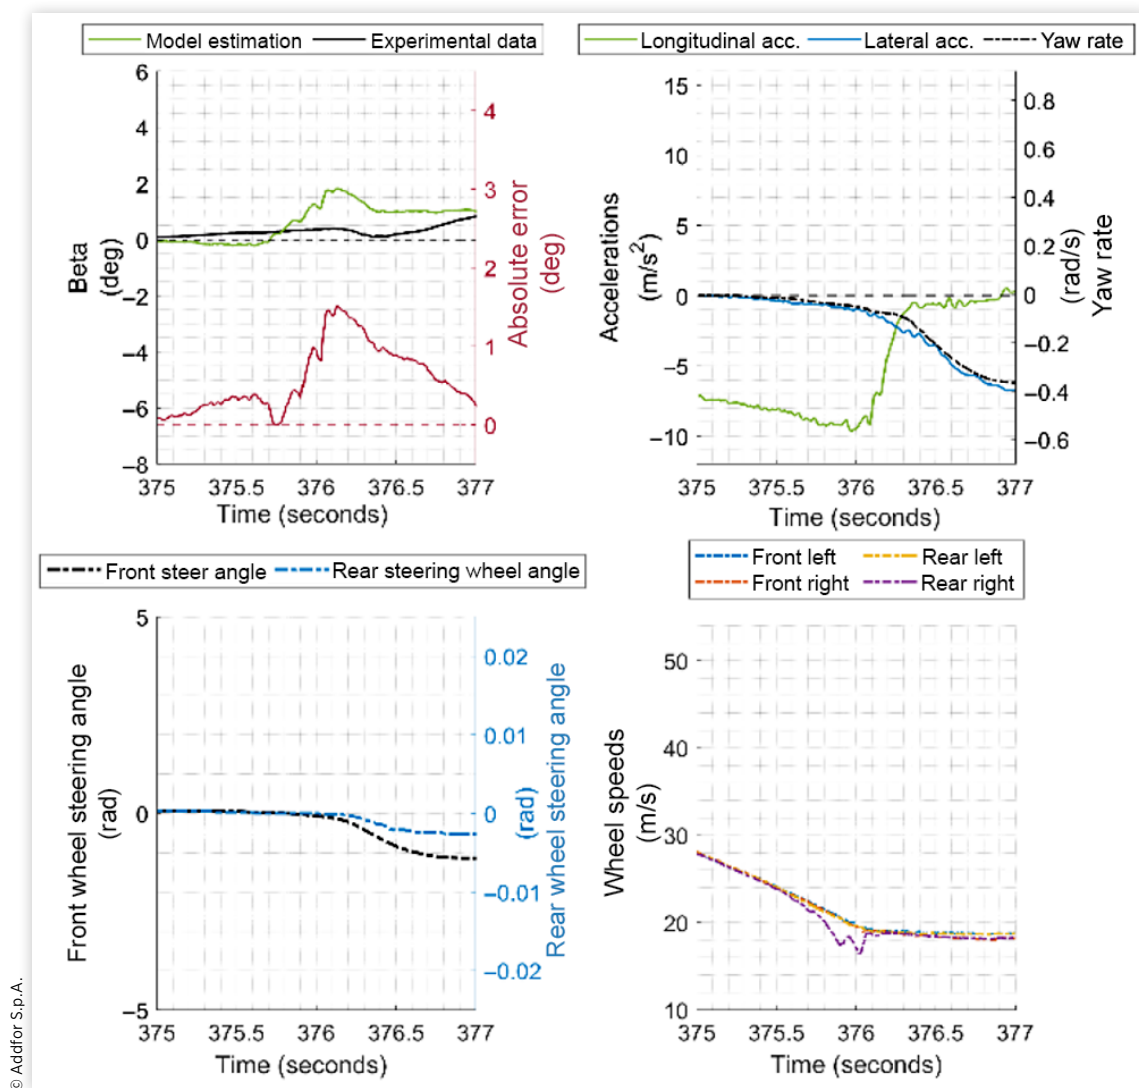 Model estimation Experimental data
6
4
2
0
−2
−4
−6
−8
Beta
(deg)
4
3
2
1
0
Absolute error
(deg)
375 375.5 376 376.5 377
Time (seconds)
Longitudinal acc. Lateral acc. Yaw rate
15
10
5
0
−5
−10
Accelerations
(m/s²)
0.8
0.6
0.4
0.2
0
−0.2
−0.4
−0.6
(rad/s)
Yaw rate
375 375.5 376 376.5 377
Time (seconds)
Front steer angle Rear steering wheel angle
5
0
−5
Front wheel steering angle
(rad)
0.02
0.01
0
−0.01
−0.02
(rad)
Rear wheel steering angle
375 375.5 376 376.5 377
Time (seconds)
Front left Rear left
Front right Rear right
50
40
30
20
10
Wheel speeds
(m/s)
375 375.5 376 376.5 377
Time (seconds)
© Addfor S.p.A.